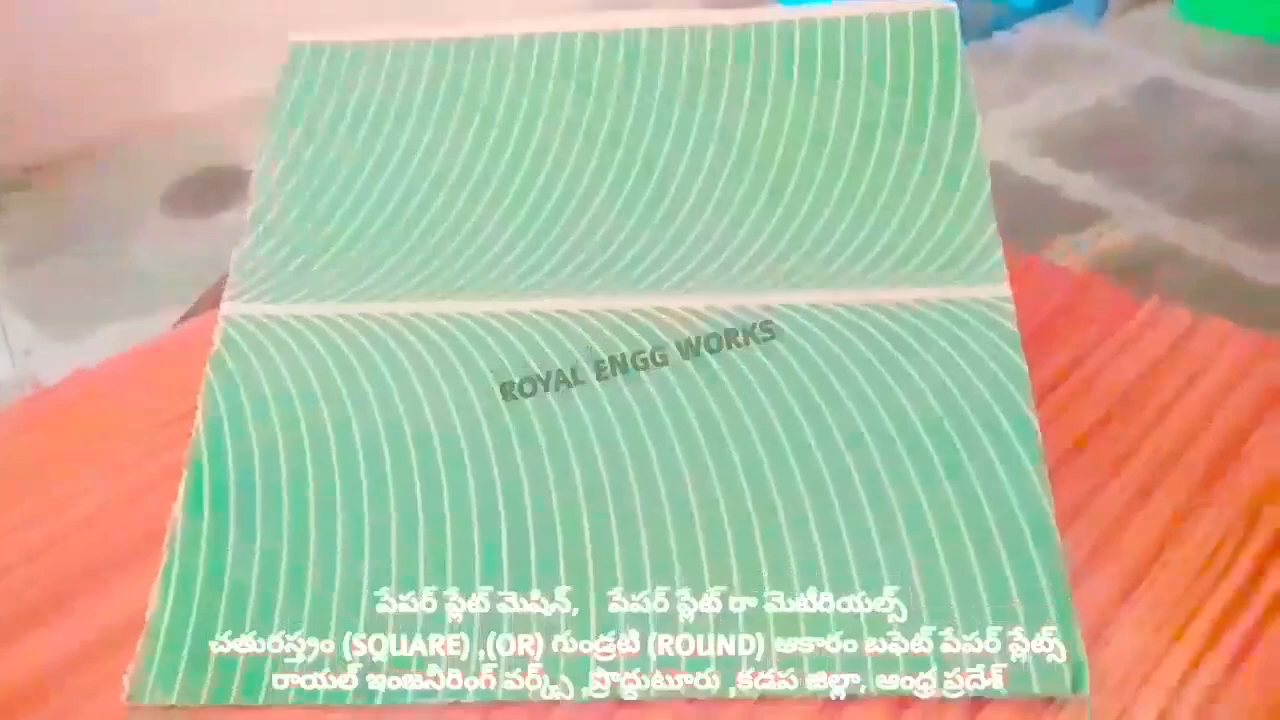 ROYAL ENGG WORKS
పేపర్ ప్లేట్ మెషిన్, పేపర్ ప్లేట్ రా మెటీరియల్స్
చతురస్త్రం (SQUARE) ,(OR) గుండ్రటి (ROUND) ఆకారం బఫేట్ పేపర్ ప్లేట్స్
రాయల్ ఇంజనీరింగ్ వర్క్స్ ,ప్రొద్దుటూరు ,కడప జిల్లా, ఆంధ్ర ప్రదేశ్